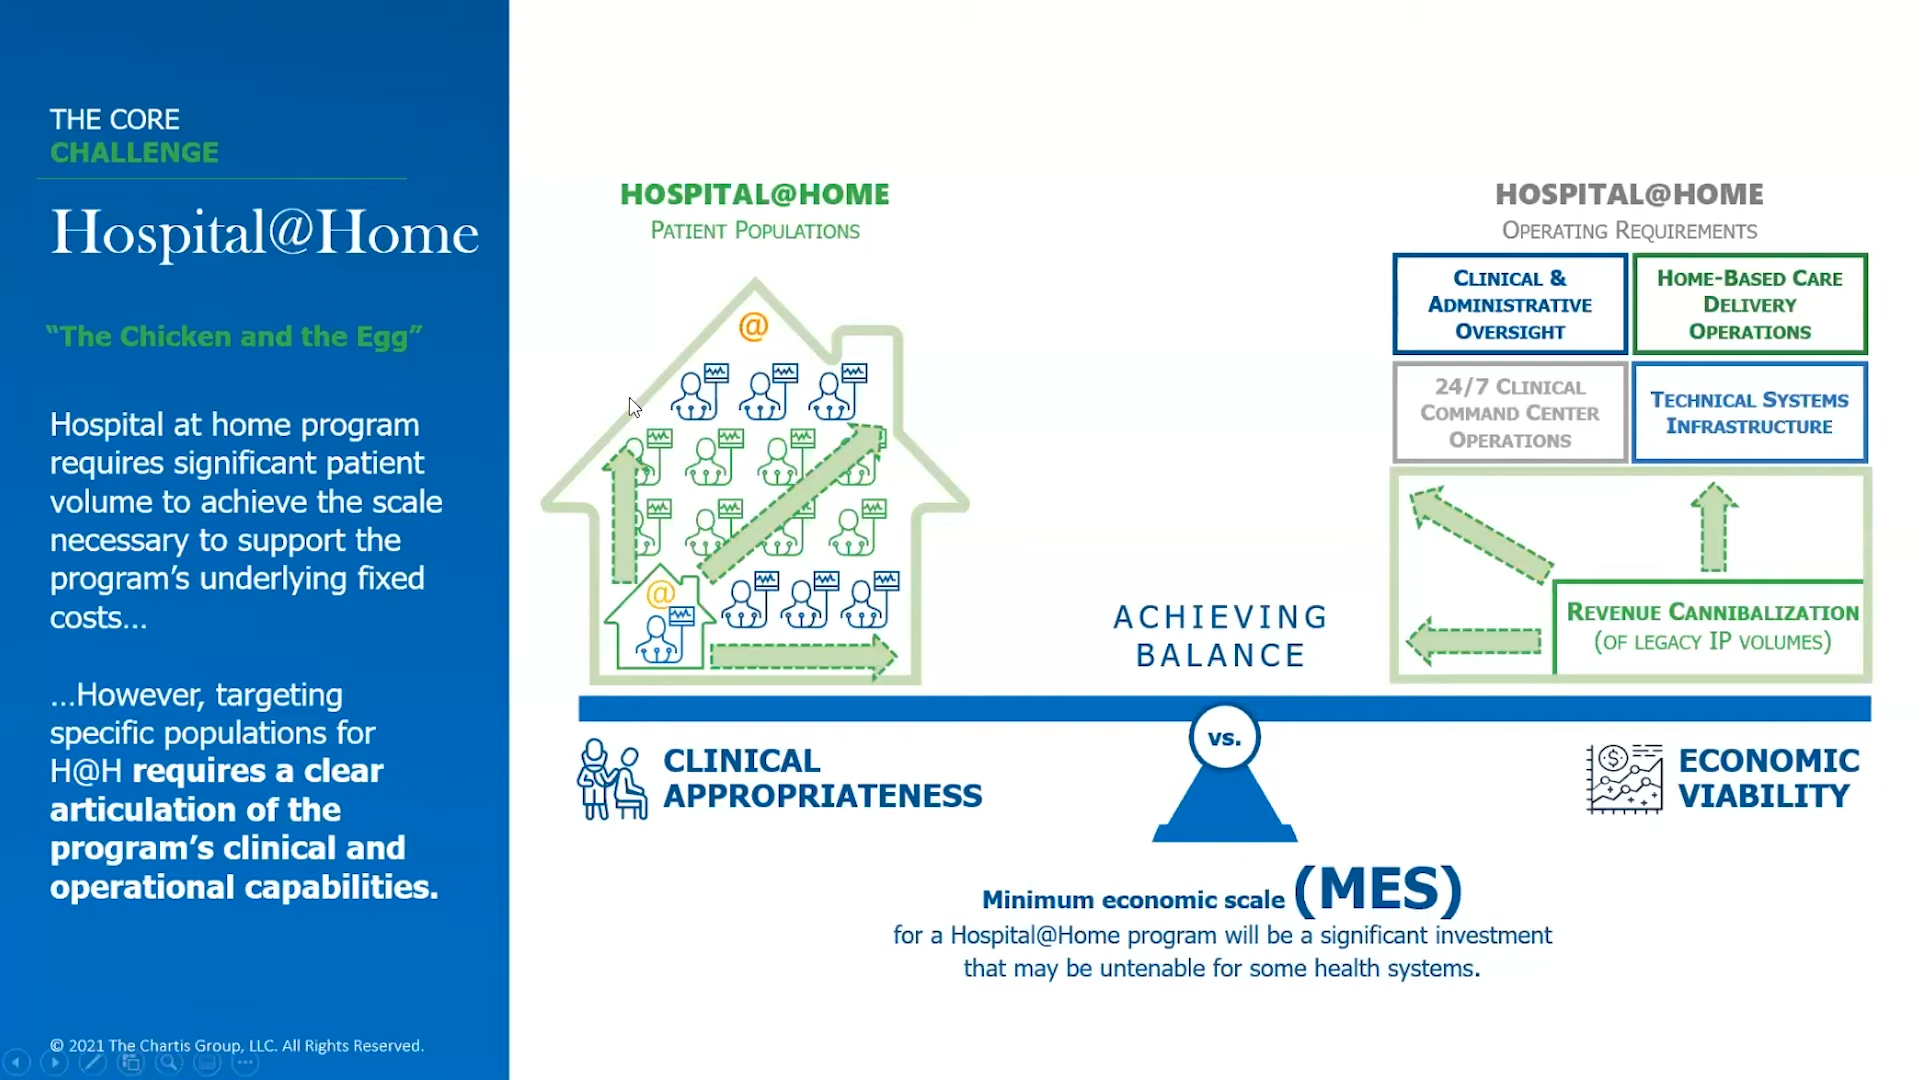 THE CORE
CHALLENGE
Hospital@Home
“The Chicken and the Egg”
Hospital at home program
requires significant patient
volume to achieve the scale
necessary to support the
program’s underlying fixed
costs…
…However, targeting
specific populations for
H@H requires a clear
articulation of the
program’s clinical and
operational capabilities.
© 2021 The Chartis Group, LLC. All Rights Reserved.
HOSPITAL@HOME
PATIENT POPULATIONS
@
@
ACHIEVING
BALANCE
HOSPITAL@HOME
OPERATING REQUIREMENTS
CLINICAL &
ADMINISTRATIVE
OVERSIGHT
HOME-BASED CARE
DELIVERY
OPERATIONS
24/7 CLINICAL
COMMAND CENTER
OPERATIONS
TECHNICAL SYSTEMS
INFRASTRUCTURE
REVENUE CANNIBALIZATION
(OF LEGACY IP VOLUMES)
vs.
CLINICAL
APPROPRIATENESS
$
ECONOMIC
VIABILITY
Minimum economic scale (MES)
for a Hospital@Home program will be a significant investment
that may be untenable for some health systems.